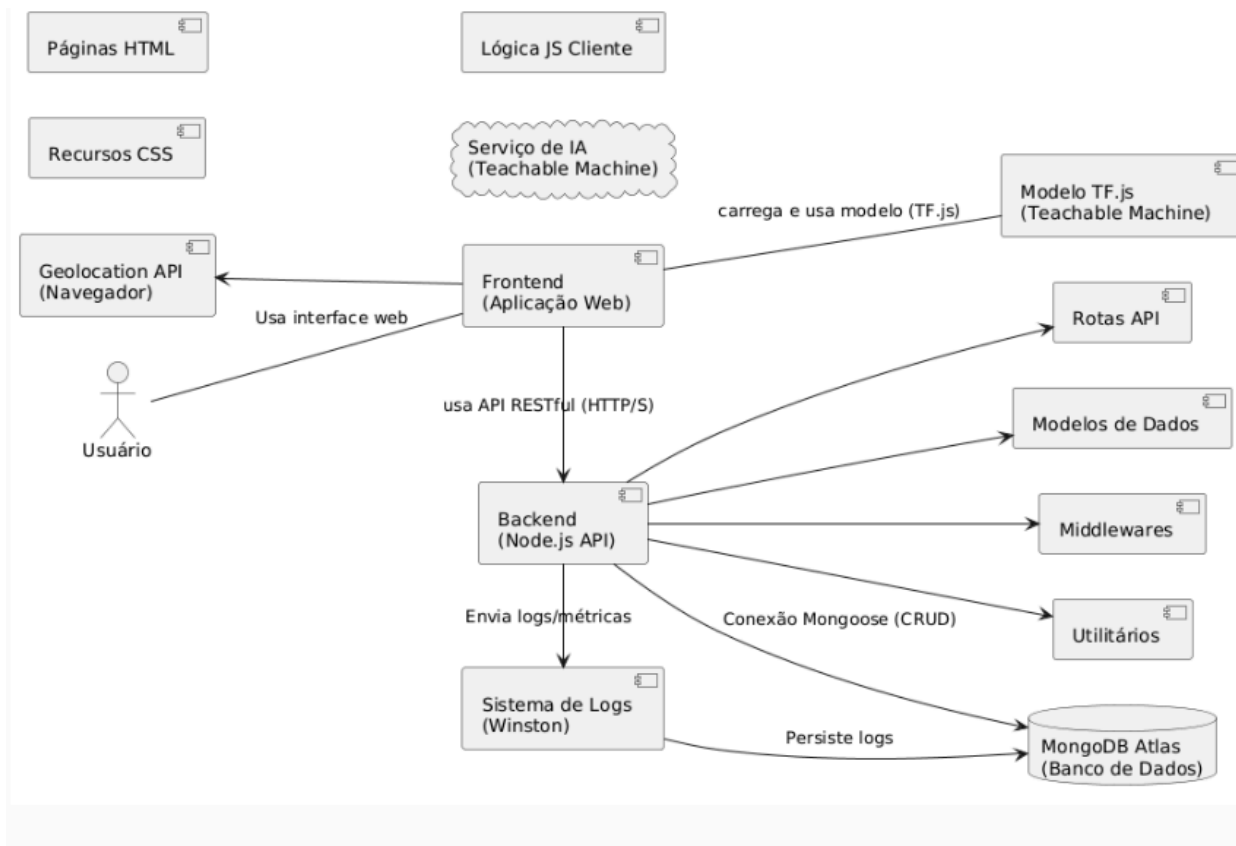 Páginas HTML
Lógica JS Cliente
Recursos CSS
Serviço de IA
(Teachable Machine)
Modelo TF.js
(Teachable Machine)
carrega e usa modelo (TF.js)
Geolocation API
(Navegador)
Frontend
(Aplicação Web)
Rotas API
Usa interface web
usa API RESTful (HTTP/S)
Usuário
Modelos de Dados
Backend
(Node.js API)
Middlewares
Envia logs/métricas
Conexão Mongoose (CRUD)
Utilitários
Sistema de Logs
(Winston)
Persiste logs
MongoDB Atlas
(Banco de Dados)